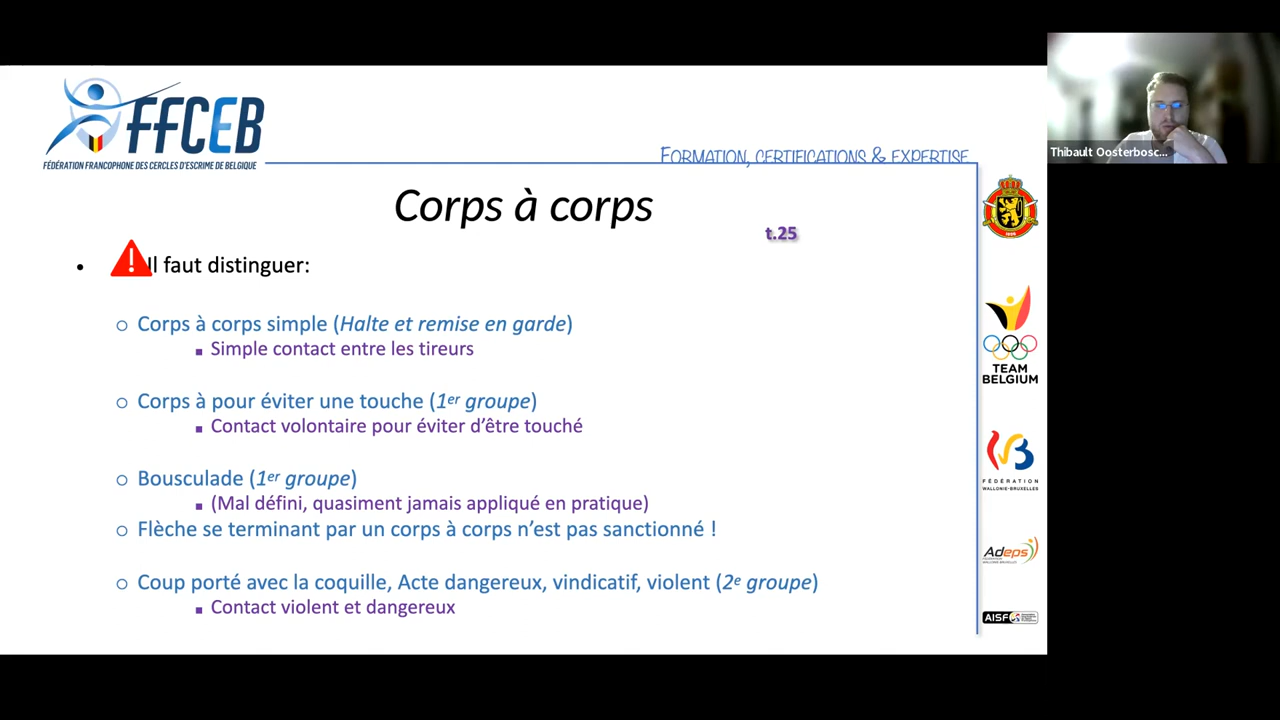 FFCEB
FÉDÉRATION FRANCOPHONE DES CERCLES D'ESCRIME DE BELGIQUE
FORMATION, CERTIFICATIONS & EXPERTISE
Thibault Oosterbosc...
Corps à corps
t.25
• Il faut distinguer:
o Corps à corps simple (Halte et remise en garde)
▪ Simple contact entre les tireurs
o Corps à pour éviter une touche (1er groupe)
▪ Contact volontaire pour éviter d'être touché
o Bousculade (1er groupe)
▪ (Mal défini, quasiment jamais appliqué en pratique)
o Flèche se terminant par un corps à corps n'est pas sanctionné !
o Coup porté avec la coquille, Acte dangereux, vindicatif, violent (2e groupe)
▪ Contact violent et dangereux
TEAM
BELGIUM
FÉDÉRATION
WALLONIE-BRUXELLES
Adeps
AISF